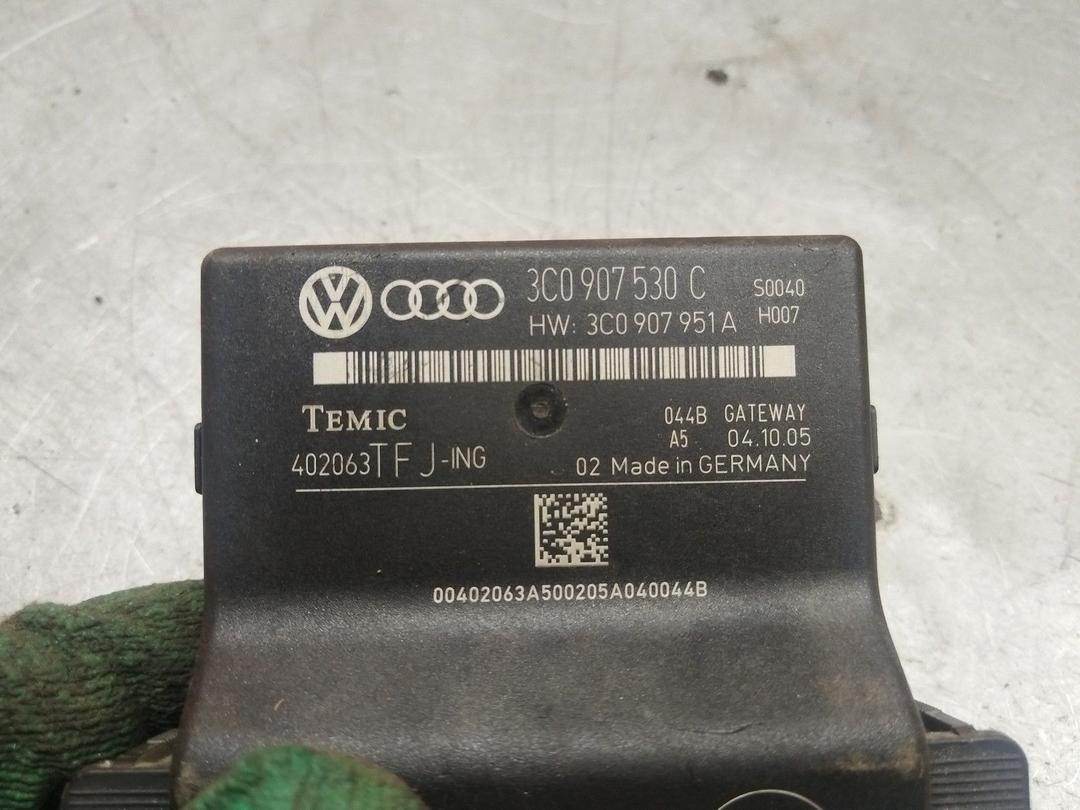 3C0 907 530 C
HW: 3C0 907 951 A
S0040
H007
TEMIC
402063TFJ-ING
044B GATEWAY
A5 04.10.05
02 Made in GERMANY
00402063A500205A040044B